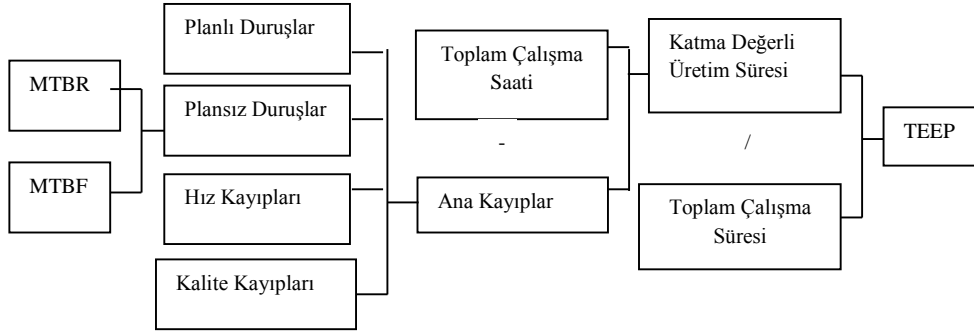 MTBR
MTBF
Planlı Duruşlar
Plansız Duruşlar
Hız Kayıpları
Kalite Kayıpları
Toplam Çalışma
Saati
-
Ana Kayıplar
Katma Değerli
Üretim Süresi
/
Toplam Çalışma
Süresi
TEEP